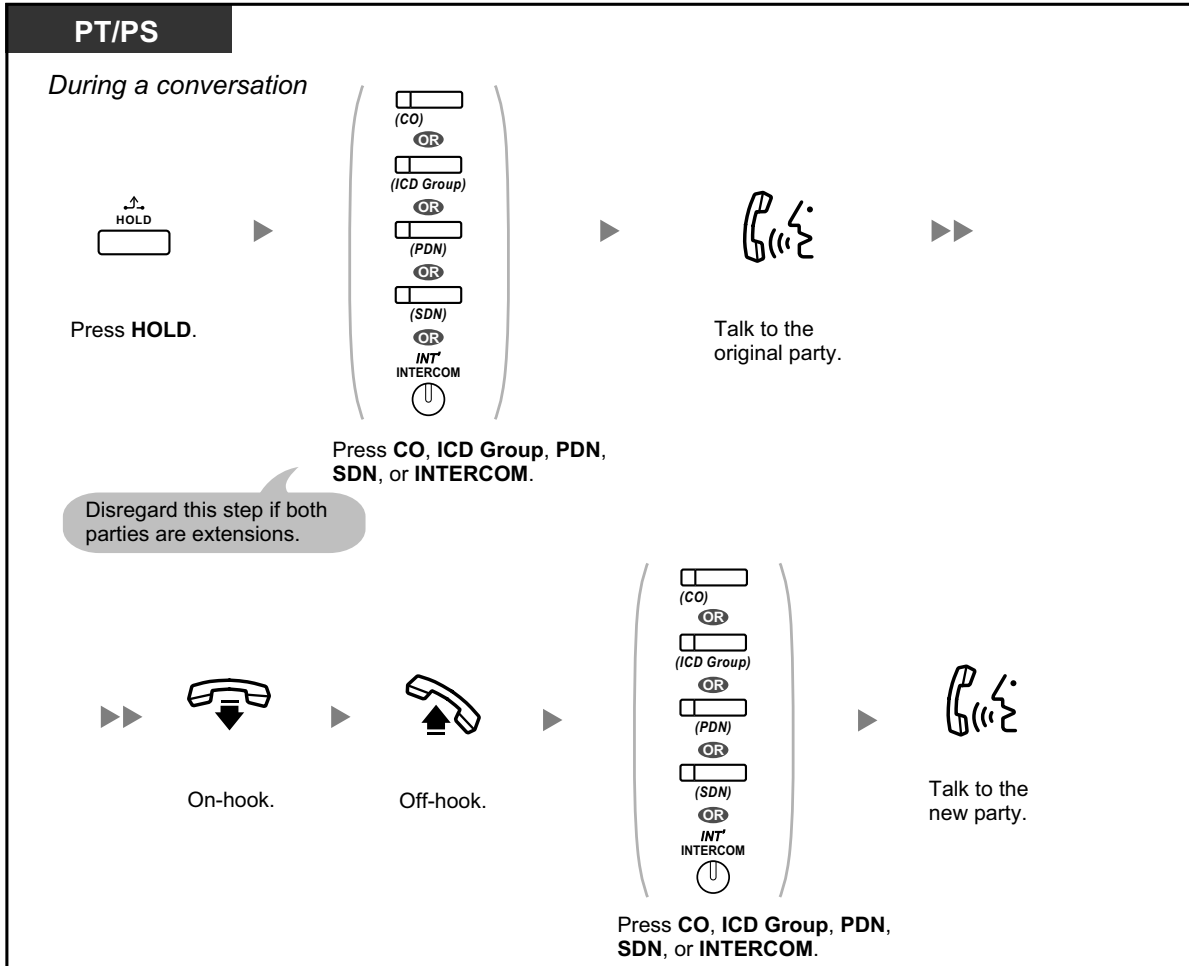 PT/PS
During a conversation
HOLD
Press HOLD.
(CO)
OR
(ICD Group)
OR
(PDN)
OR
(SDN)
OR
INT'
INTERCOM
Press CO, ICD Group, PDN,
SDN, or INTERCOM.
Disregard this step if both
parties are extensions.
Talk to the
original party.
On-hook.
Off-hook.
(CO)
OR
(ICD Group)
OR
(PDN)
OR
(SDN)
OR
INT'
INTERCOM
Press CO, ICD Group, PDN,
SDN, or INTERCOM.
Talk to the
new party.